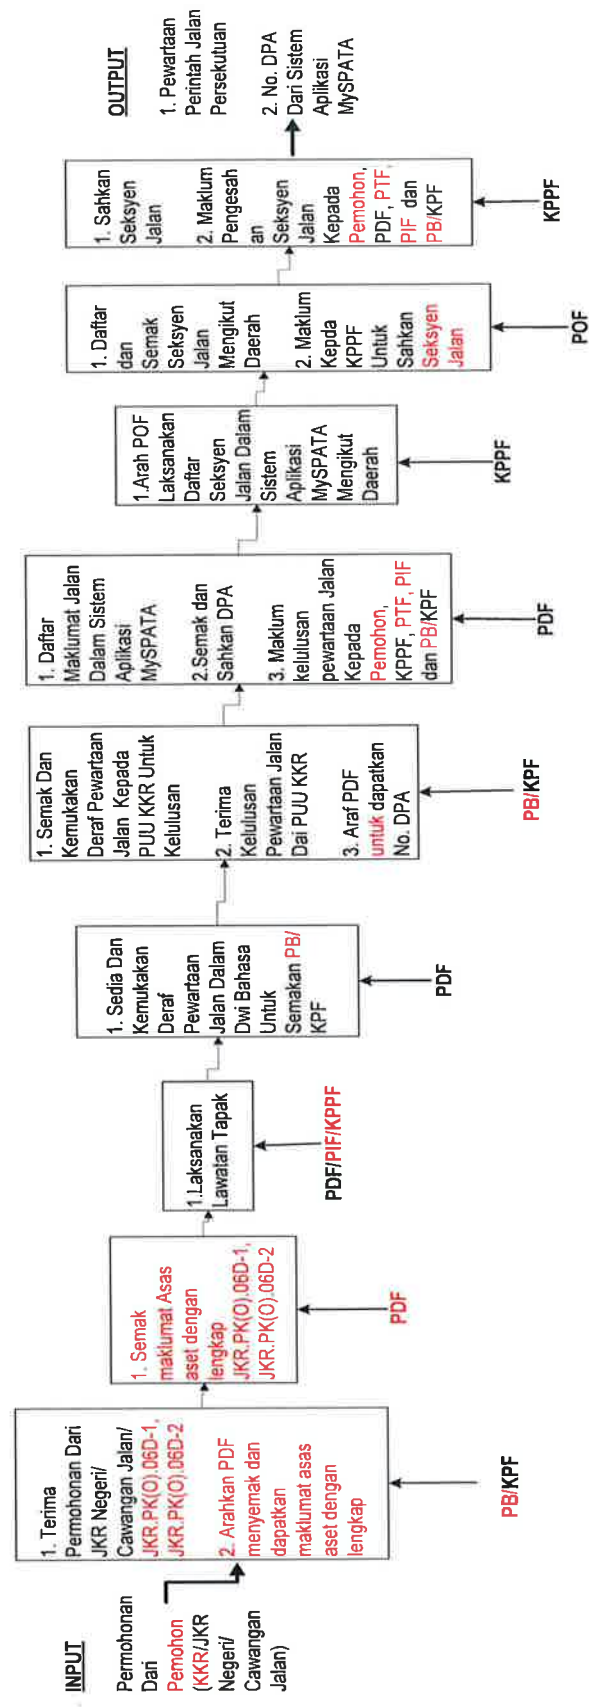 INPUT
Permohonan
Dari
Pemohon
(KKR/JKR
Negeri/
Cawangan
Jalan)
1. Terima
Permohonan Dari
JKR Negeri/
Cawangan Jalan/
JKR.PK(O).06D-1,
JKR.PK(O).06D-2
2. Arahkan PDF
menyemak dan
dapatkan
maklumat asas
aset dengan
lengkap
PB/KPF
1. Semak
maklumat Asas
aset dengan
lengkap
JKR.PK(O).06D-1,
JKR.PK(O).06D-2
PDF
1.Laksanakan
Lawatan Tapak
PDF/PIF/KPPF
1. Sedia Dan
Kemukakan
Deraf
Pewartaan
Jalan Dalam
Dwi Bahasa
Untuk
Semakan PB/
KPF
PDF
1. Semak Dan
Kemukakan
Deraf Pewartaan
Jalan Kepada
PUU KKR Untuk
Kelulusan
2. Terima
Kelulusan
Pewartaan Jalan
Dai PUU KKR
3. Araf PDF
untuk dapatkan
No. DPA
PB/KPF
1. Daftar
Maklumat Jalan
Dalam Sistem
Aplikasi
MySPATA
2.Semak dan
Sahkan DPA
3. Maklum
kelulusan
pewartaan Jalan
Kepada
Pemohon,
KPPF, PTF, PIF
dan PB/KPF
PDF
1.Arah POF
Laksanakan
Daftar
Seksyen
Jalan Dalam
Sistem
Aplikasi
MySPATA
Mengikut
Daerah
KPPF
1. Daftar
dan
Semak
Seksyen
Jalan
Mengikut
Daerah
2. Maklum
Kepda
KPPF
Untuk
Sahkan
Seksyen
Jalan
POF
1. Sahkan
Seksyen
Jalan
2. Maklum
Pengesah
an
Seksyen
Jalan
Kepada
Pemohon,
PDF, PTF,
PIF dan
PB/KPF
KPPF
OUTPUT
1. Pewartaan
Perintah Jalan
Persekutuan
2. No. DPA
Dari Sistem
Aplikasi
MySPATA